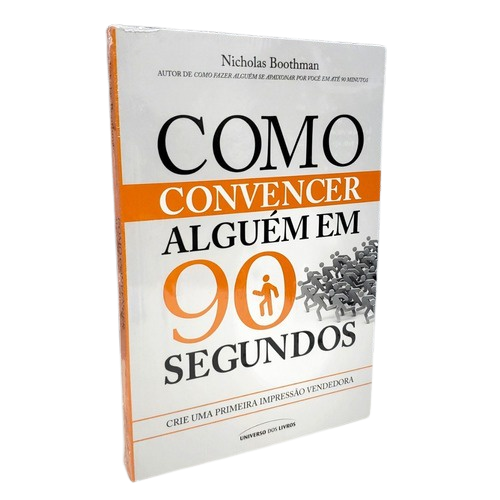 Nicholas Boothman
AUTOR DE COMO FAZER ALGUÉM SE APAIXONAR POR VOCÊ EM ATÉ 90 MINUTOS
COMO
CONVENCER
ALGUÉM EM
90
SEGUNDOS
CRIE UMA PRIMEIRA IMPRESSÃO VENDEDORA
UNIVERSO DOS LIVROS